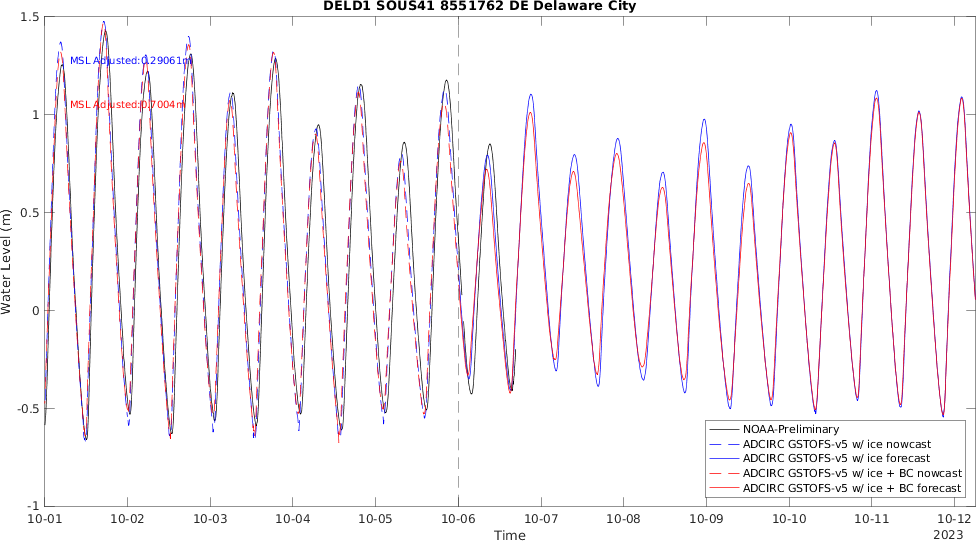 DELD1 SOUS41 8551762 DE Delaware City
1.5
MSL Adjusted:0.29061m
MSL Adjusted:0.7004m
1
0.5
Water Level (m)
0
-0.5
NOAA-Preliminary
ADCIRC GSTOFS-v5 w/ ice nowcast
ADCIRC GSTOFS-v5 w/ ice forecast
ADCIRC GSTOFS-v5 w/ ice + BC nowcast
ADCIRC GSTOFS-v5 w/ ice + BC forecast
-1
10-01 10-02 10-03 10-04 10-05 10-06 10-07 10-08 10-09 10-10 10-11 10-12
Time 2023